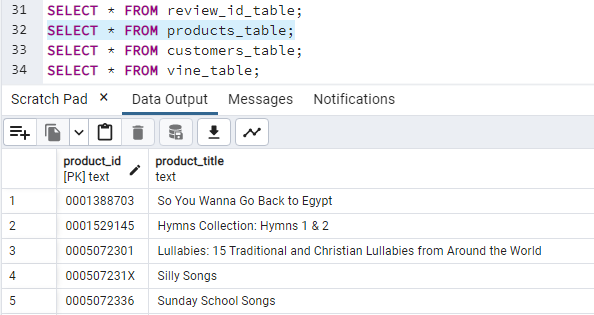 31 SELECT * FROM review_id_table;
32 SELECT * FROM products_table;
33 SELECT * FROM customers_table;
34 SELECT * FROM vine_table;
Scratch Pad × Data Output Messages Notifications
product_id product_title
[PK] text text
1 0001388703 So You Wanna Go Back to Egypt
2 0001529145 Hymns Collection: Hymns 1 & 2
3 0005072301 Lullabies: 15 Traditional and Christian Lullabies from Around the World
4 000507231X Silly Songs
5 0005072336 Sunday School Songs